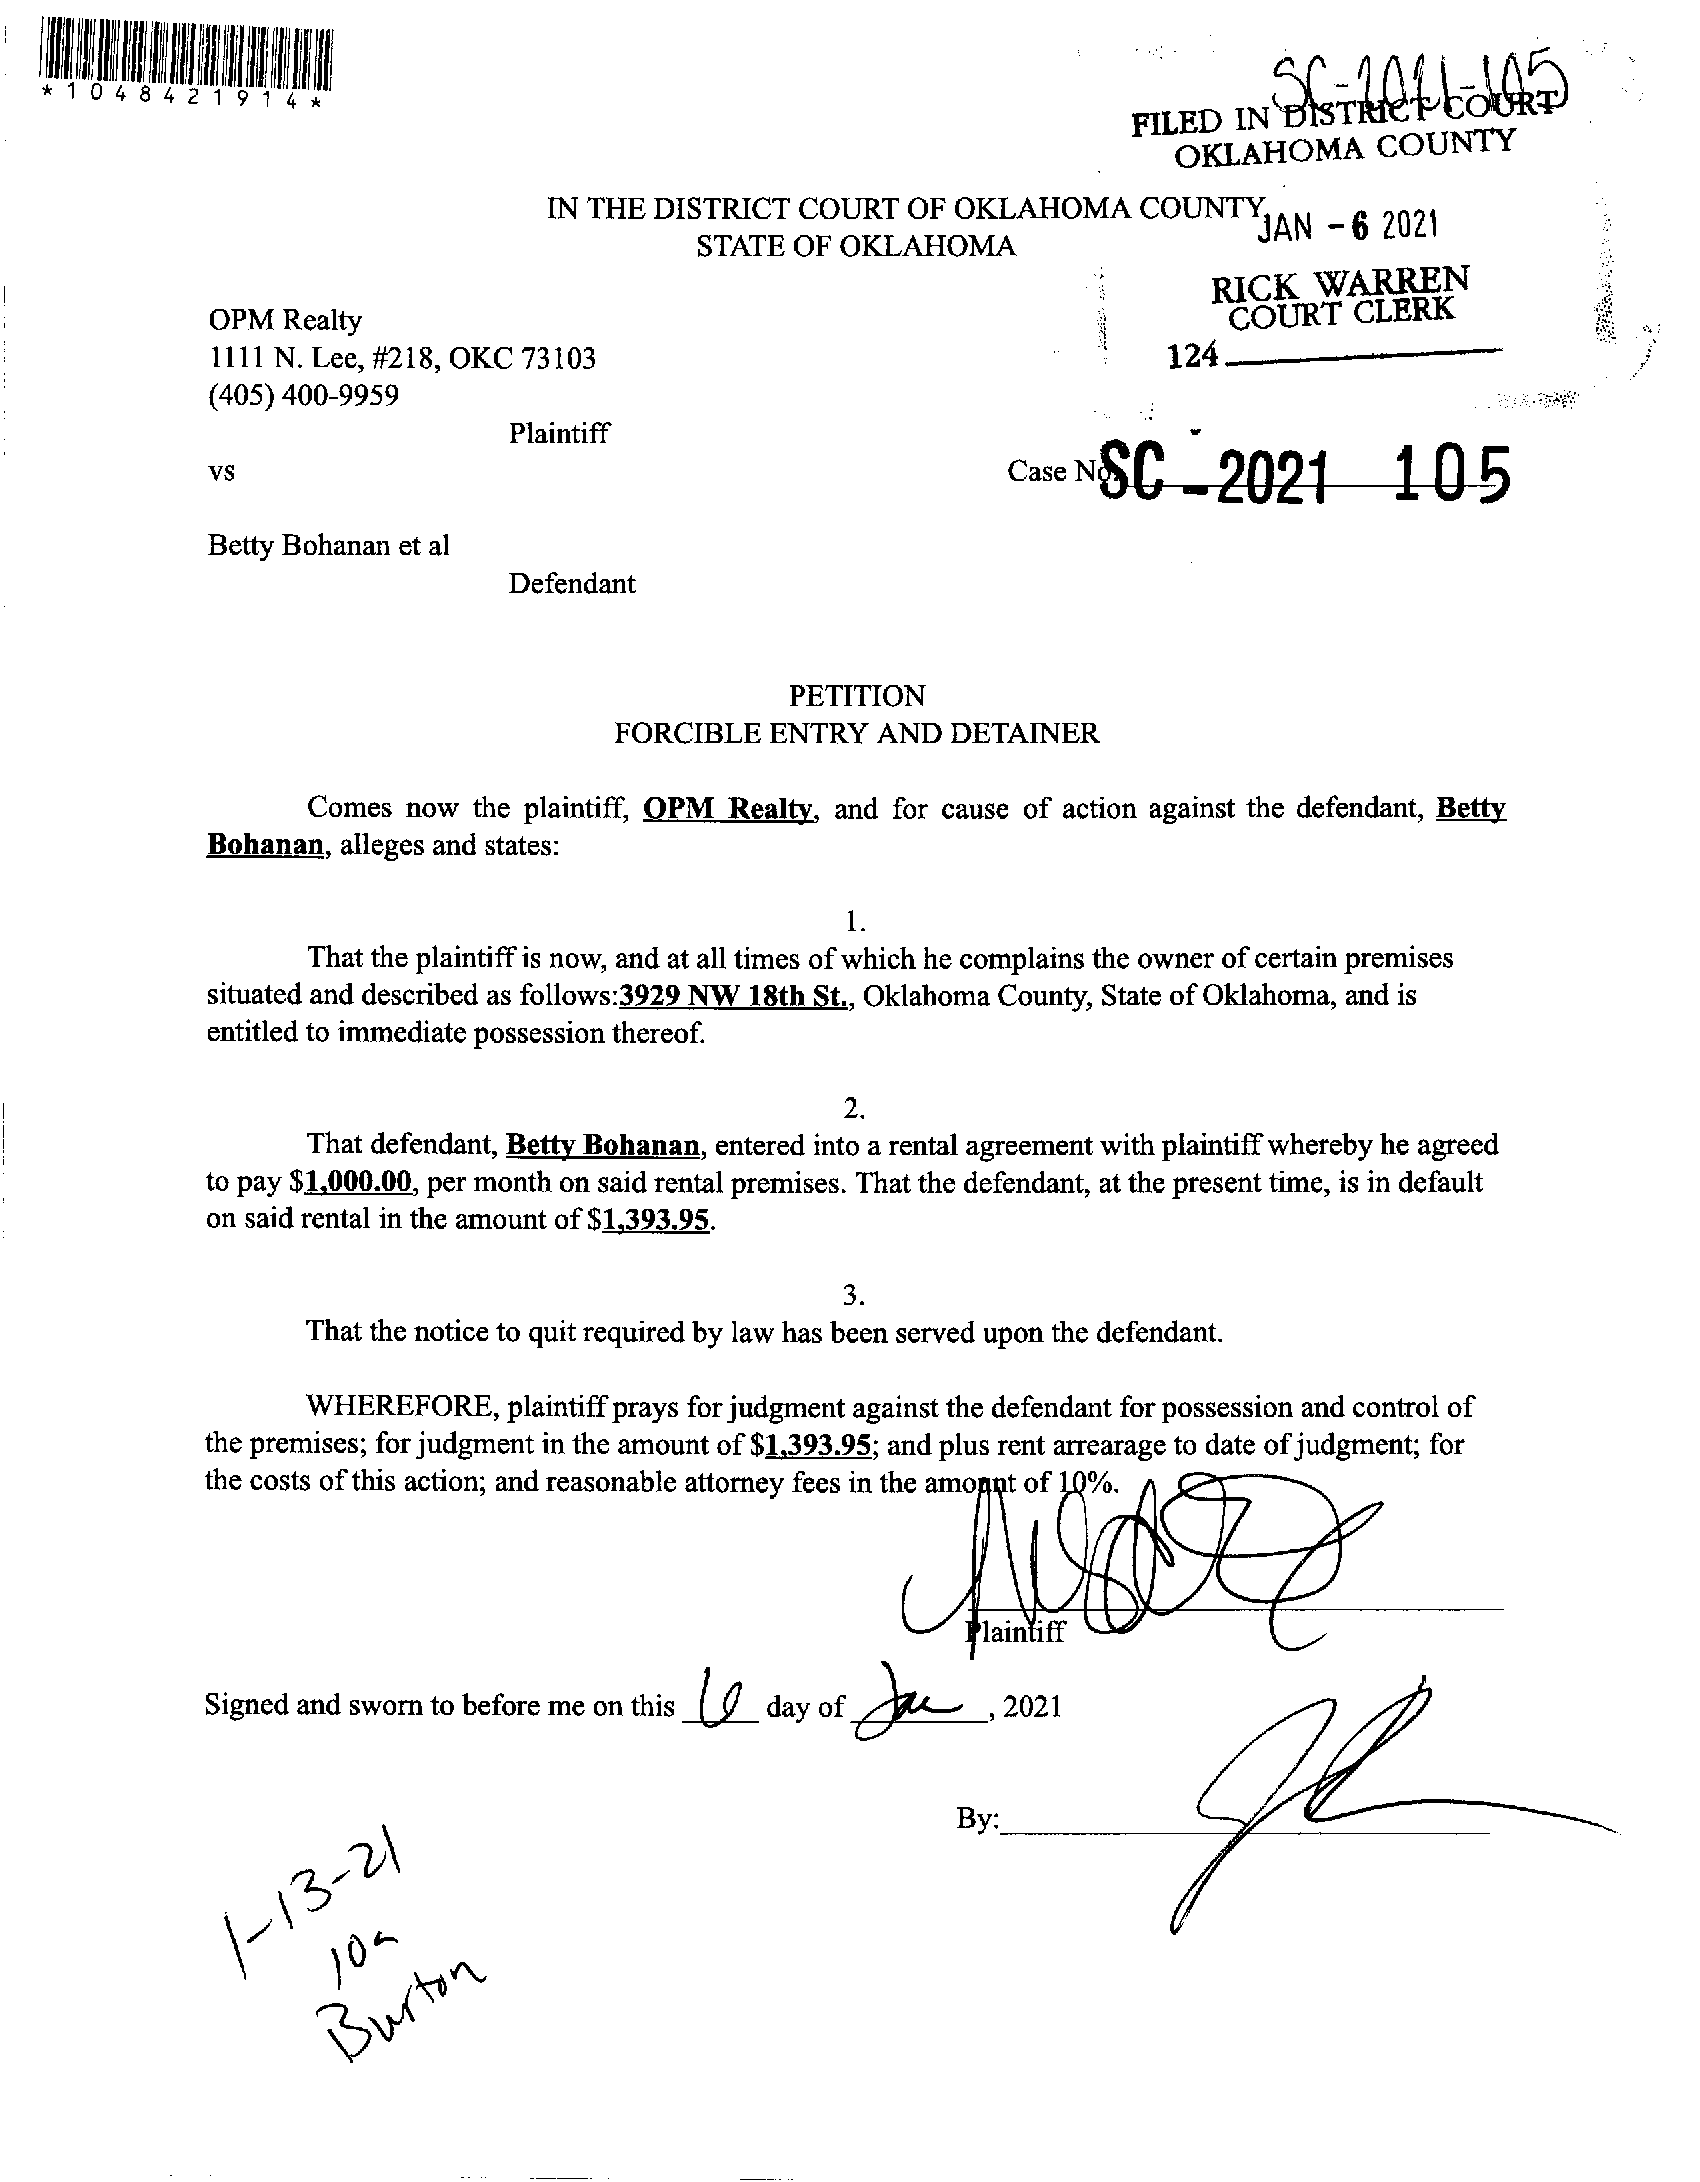 *1048421914*
SC-2021-105
FILED IN DISTRICT COURT
OKLAHOMA COUNTY
IN THE DISTRICT COURT OF OKLAHOMA COUNTY
STATE OF OKLAHOMA
JAN -6 2021
RICK WARREN
COURT CLERK
124
OPM Realty
1111 N. Lee, #218, OKC 73103
(405) 400-9959
Plaintiff
vs
Case No. SC - 2021 105
Betty Bohanan et al
Defendant
PETITION
FORCIBLE ENTRY AND DETAINER
Comes now the plaintiff, OPM Realty, and for cause of action against the defendant, Betty
Bohanan, alleges and states:
1.
That the plaintiff is now, and at all times of which he complains the owner of certain premises
situated and described as follows:3929 NW 18th St., Oklahoma County, State of Oklahoma, and is
entitled to immediate possession thereof.
2.
That defendant, Betty Bohanan, entered into a rental agreement with plaintiff whereby he agreed
to pay $1,000.00, per month on said rental premises. That the defendant, at the present time, is in default
on said rental in the amount of $1,393.95.
3.
That the notice to quit required by law has been served upon the defendant.
WHEREFORE, plaintiff prays for judgment against the defendant for possession and control of
the premises; for judgment in the amount of $1,393.95; and plus rent arrearage to date of judgment; for
the costs of this action; and reasonable attorney fees in the amount of 10%.
Plaintiff
Signed and sworn to before me on this 6 day of Jan, 2021
By:
1-13-21
10a
Burton